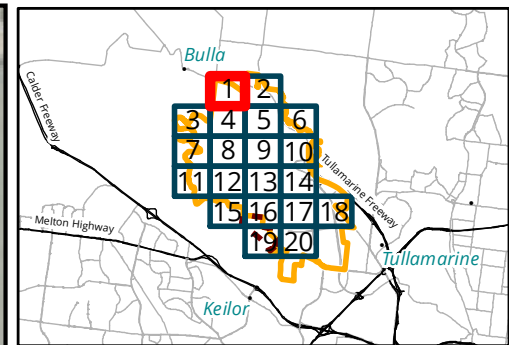 Bulla
1 2
3 4 5 6
7 8 9 10
11 12 13 14
15 16 17 18
19 20
Calder Freeway
Tullamarine Freeway
Melton Highway
Tullamarine
Keilor